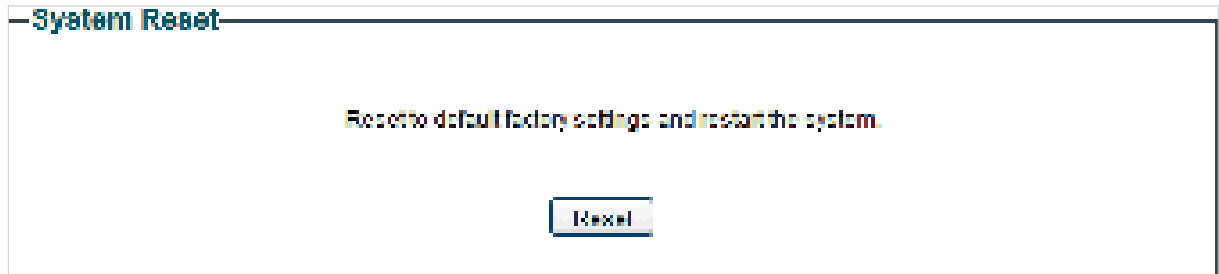 System Reset
Reset to default factory settings and restart the system.
Reset